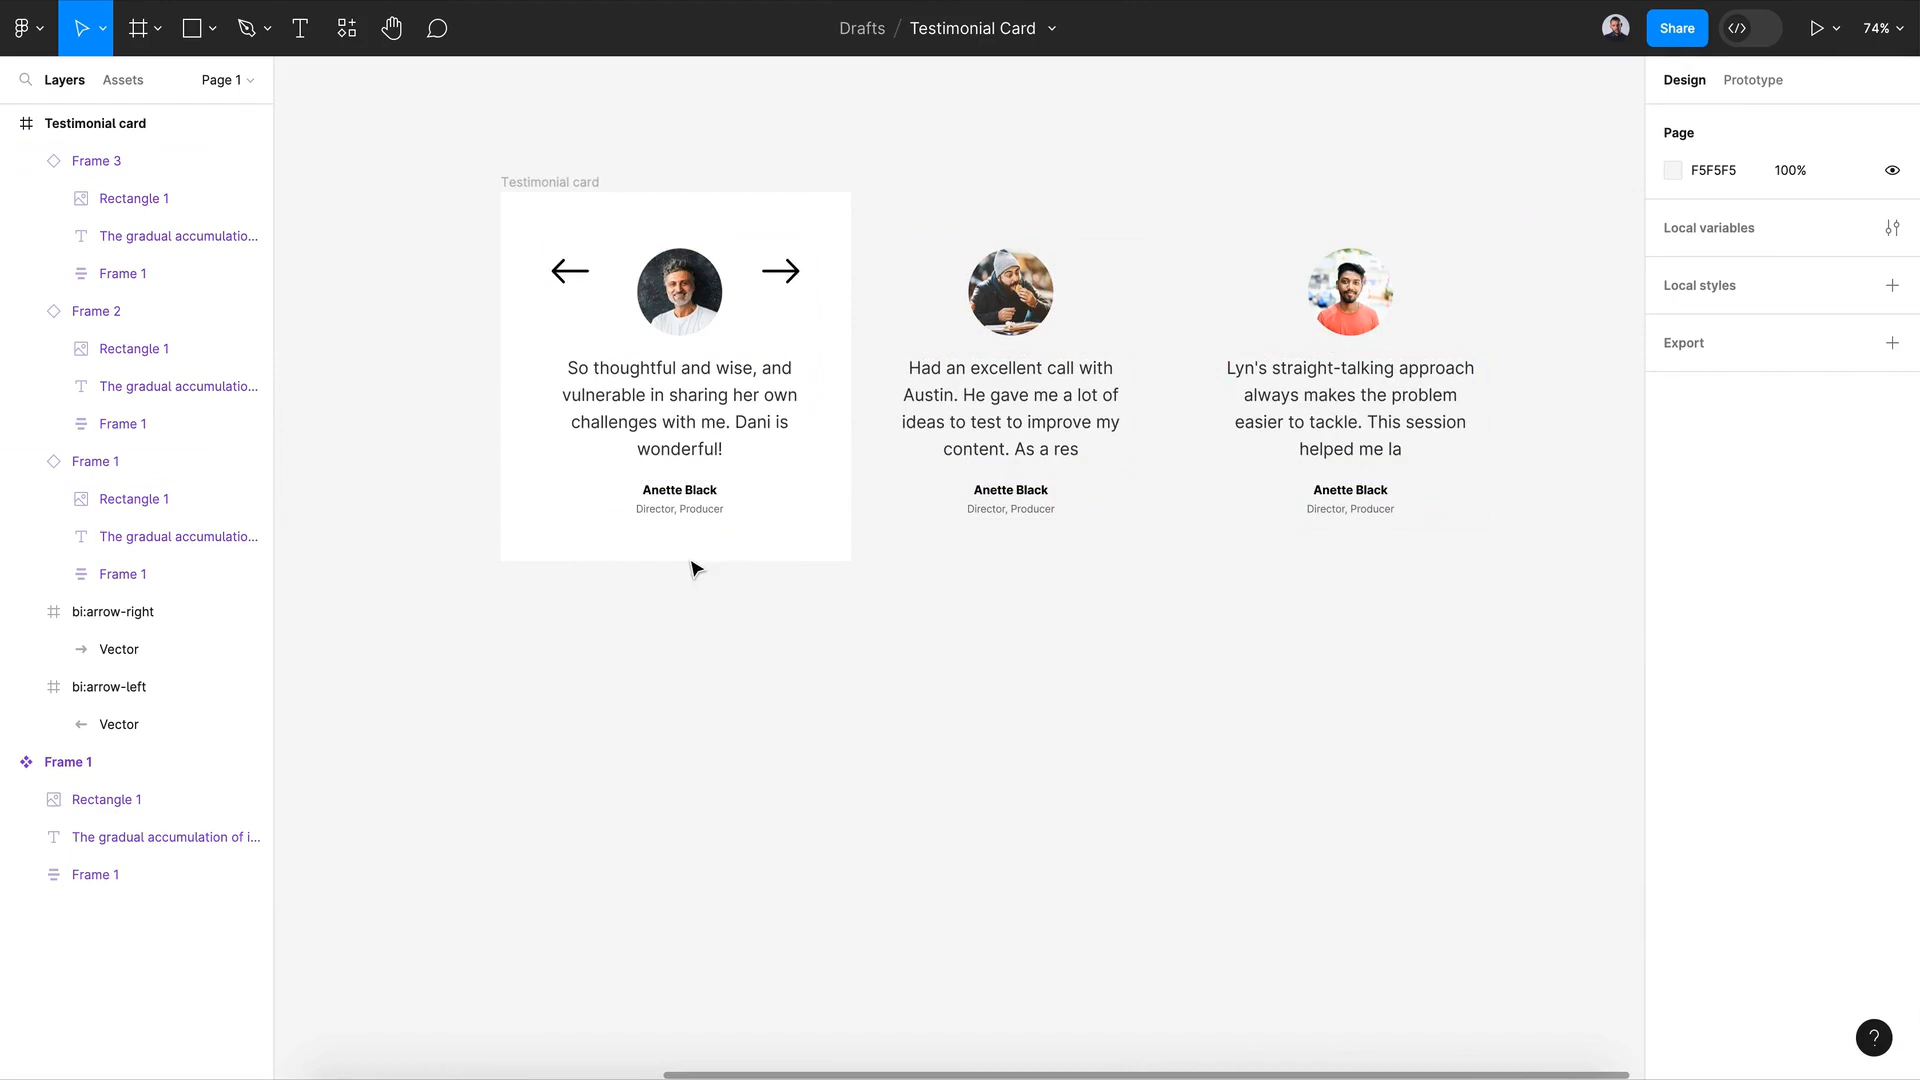 Drafts / Testimonial Card
Share
74%
Layers
Assets
Page 1
Testimonial card
Frame 3
Rectangle 1
The gradual accumulatio...
Frame 1
Frame 2
Rectangle 1
The gradual accumulatio...
Frame 1
Frame 1
Rectangle 1
The gradual accumulatio...
Frame 1
bi:arrow-right
Vector
bi:arrow-left
Vector
Frame 1
Rectangle 1
The gradual accumulation of i...
Frame 1
Testimonial card
So thoughtful and wise, and
vulnerable in sharing her own
challenges with me. Dani is
wonderful!
Anette Black
Director, Producer
Had an excellent call with
Austin. He gave me a lot of
ideas to test to improve my
content. As a res
Anette Black
Director, Producer
Lyn's straight-talking approach
always makes the problem
easier to tackle. This session
helped me la
Anette Black
Director, Producer
Design
Prototype
Page
F5F5F5
100%
Local variables
Local styles
Export
?